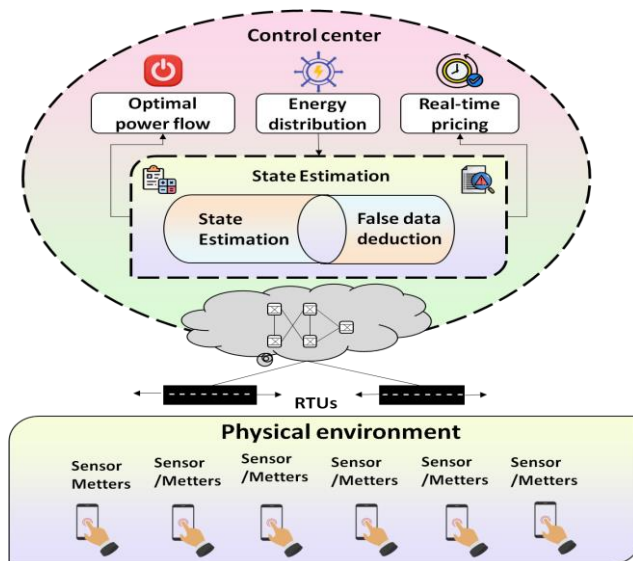 Control center
Optimal
power flow
Energy
distribution
Real-time
pricing
State Estimation
State
Estimation
False data
deduction
RTUs
Physical environment
Sensor
Metters
Sensor
/Metters
Sensor
/Metters
Sensor
/Metters
Sensor
/Metters
Sensor
/Metters